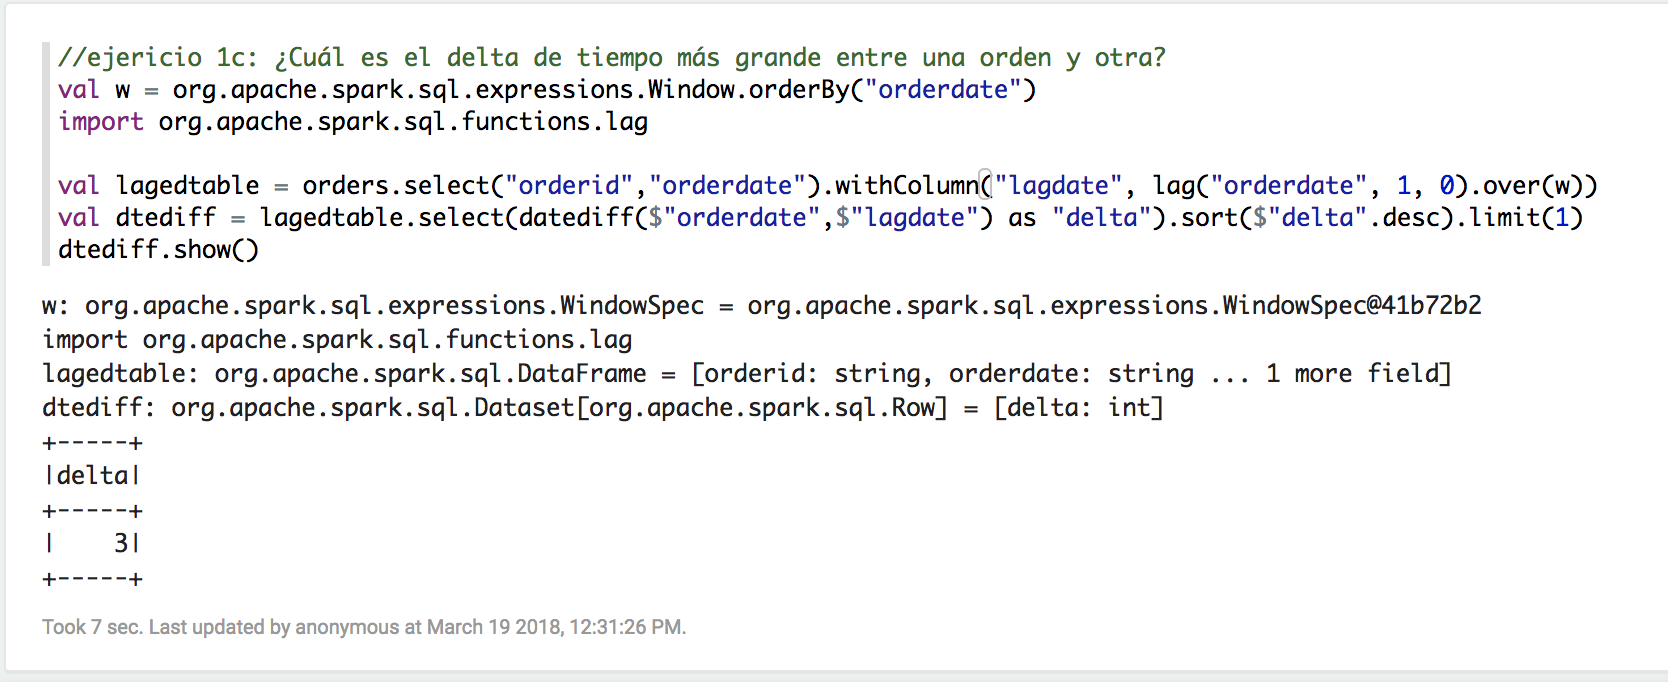 //ejericio 1c: ¿Cuál es el delta de tiempo más grande entre una orden y otra?
val w = org.apache.spark.sql.expressions.Window.orderBy("orderdate")
import org.apache.spark.sql.functions.lag
val lagedtable = orders.select("orderid","orderdate").withColumn("lagdate", lag("orderdate", 1, 0).over(w))
val dtediff = lagedtable.select(datediff($"orderdate",$"lagdate") as "delta").sort($"delta".desc).limit(1)
dtediff.show()
w: org.apache.spark.sql.expressions.WindowSpec = org.apache.spark.sql.expressions.WindowSpec@41b72b2
import org.apache.spark.sql.functions.lag
lagedtable: org.apache.spark.sql.DataFrame = [orderid: string, orderdate: string ... 1 more field]
dtediff: org.apache.spark.sql.Dataset[org.apache.spark.sql.Row] = [delta: int]
+-----+
|delta|
+-----+
|    3|
+-----+
Took 7 sec. Last updated by anonymous at March 19 2018, 12:31:26 PM.